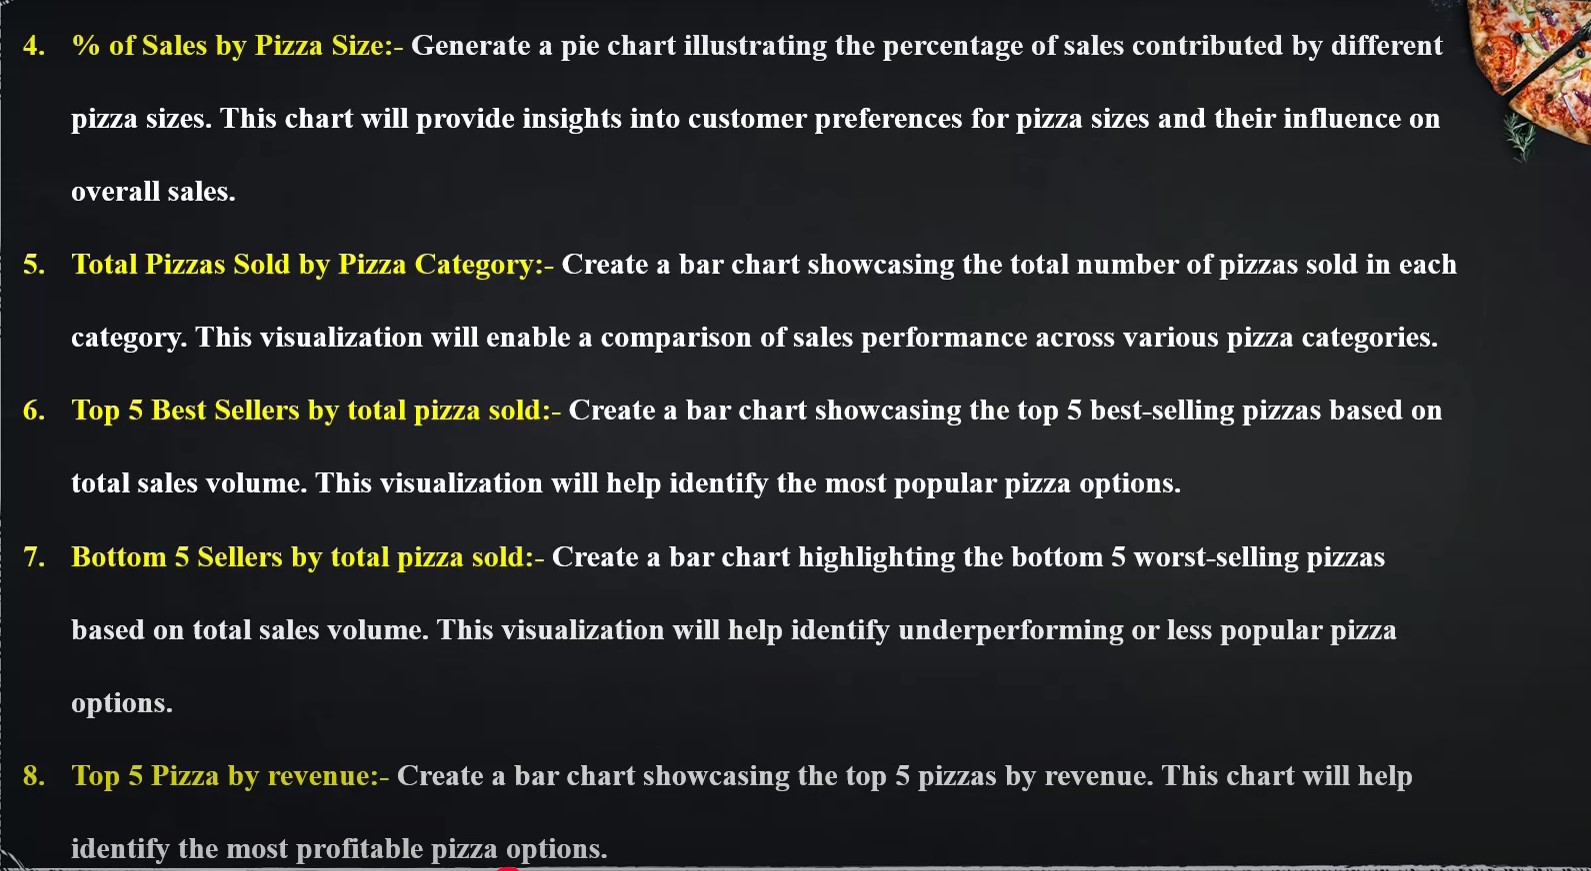 4. % of Sales by Pizza Size:- Generate a pie chart illustrating the percentage of sales contributed by different
pizza sizes. This chart will provide insights into customer preferences for pizza sizes and their influence on
overall sales.
5. Total Pizzas Sold by Pizza Category:- Create a bar chart showcasing the total number of pizzas sold in each
category. This visualization will enable a comparison of sales performance across various pizza categories.
6. Top 5 Best Sellers by total pizza sold:- Create a bar chart showcasing the top 5 best-selling pizzas based on
total sales volume. This visualization will help identify the most popular pizza options.
7. Bottom 5 Sellers by total pizza sold:- Create a bar chart highlighting the bottom 5 worst-selling pizzas
based on total sales volume. This visualization will help identify underperforming or less popular pizza
options.
8. Top 5 Pizza by revenue:- Create a bar chart showcasing the top 5 pizzas by revenue. This chart will help
identify the most profitable pizza options.